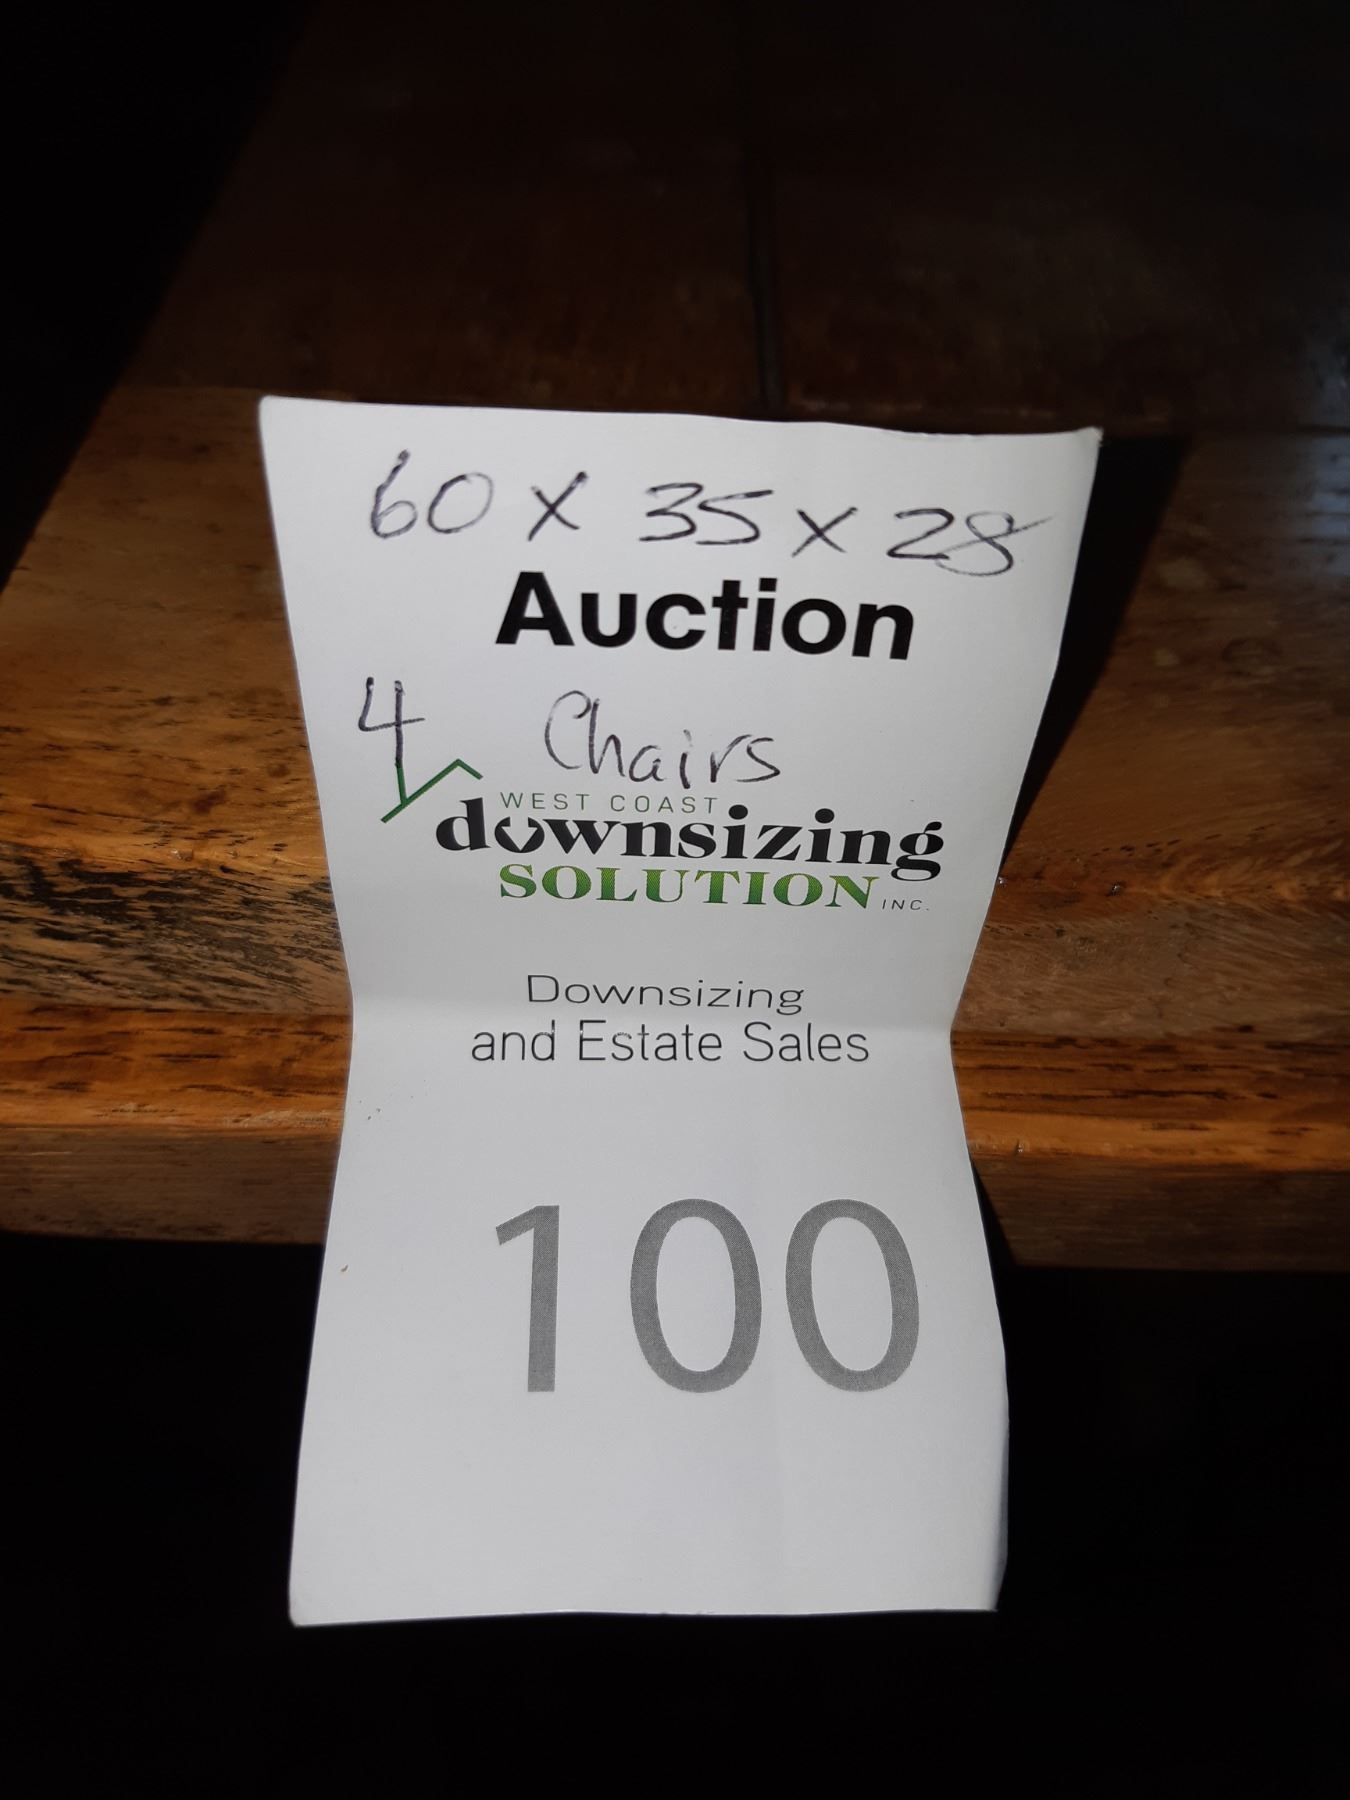 60 x 35 x 28
Auction
4 Chairs
WEST COAST
downsizing
SOLUTION INC.
Downsizing
and Estate Sales
100